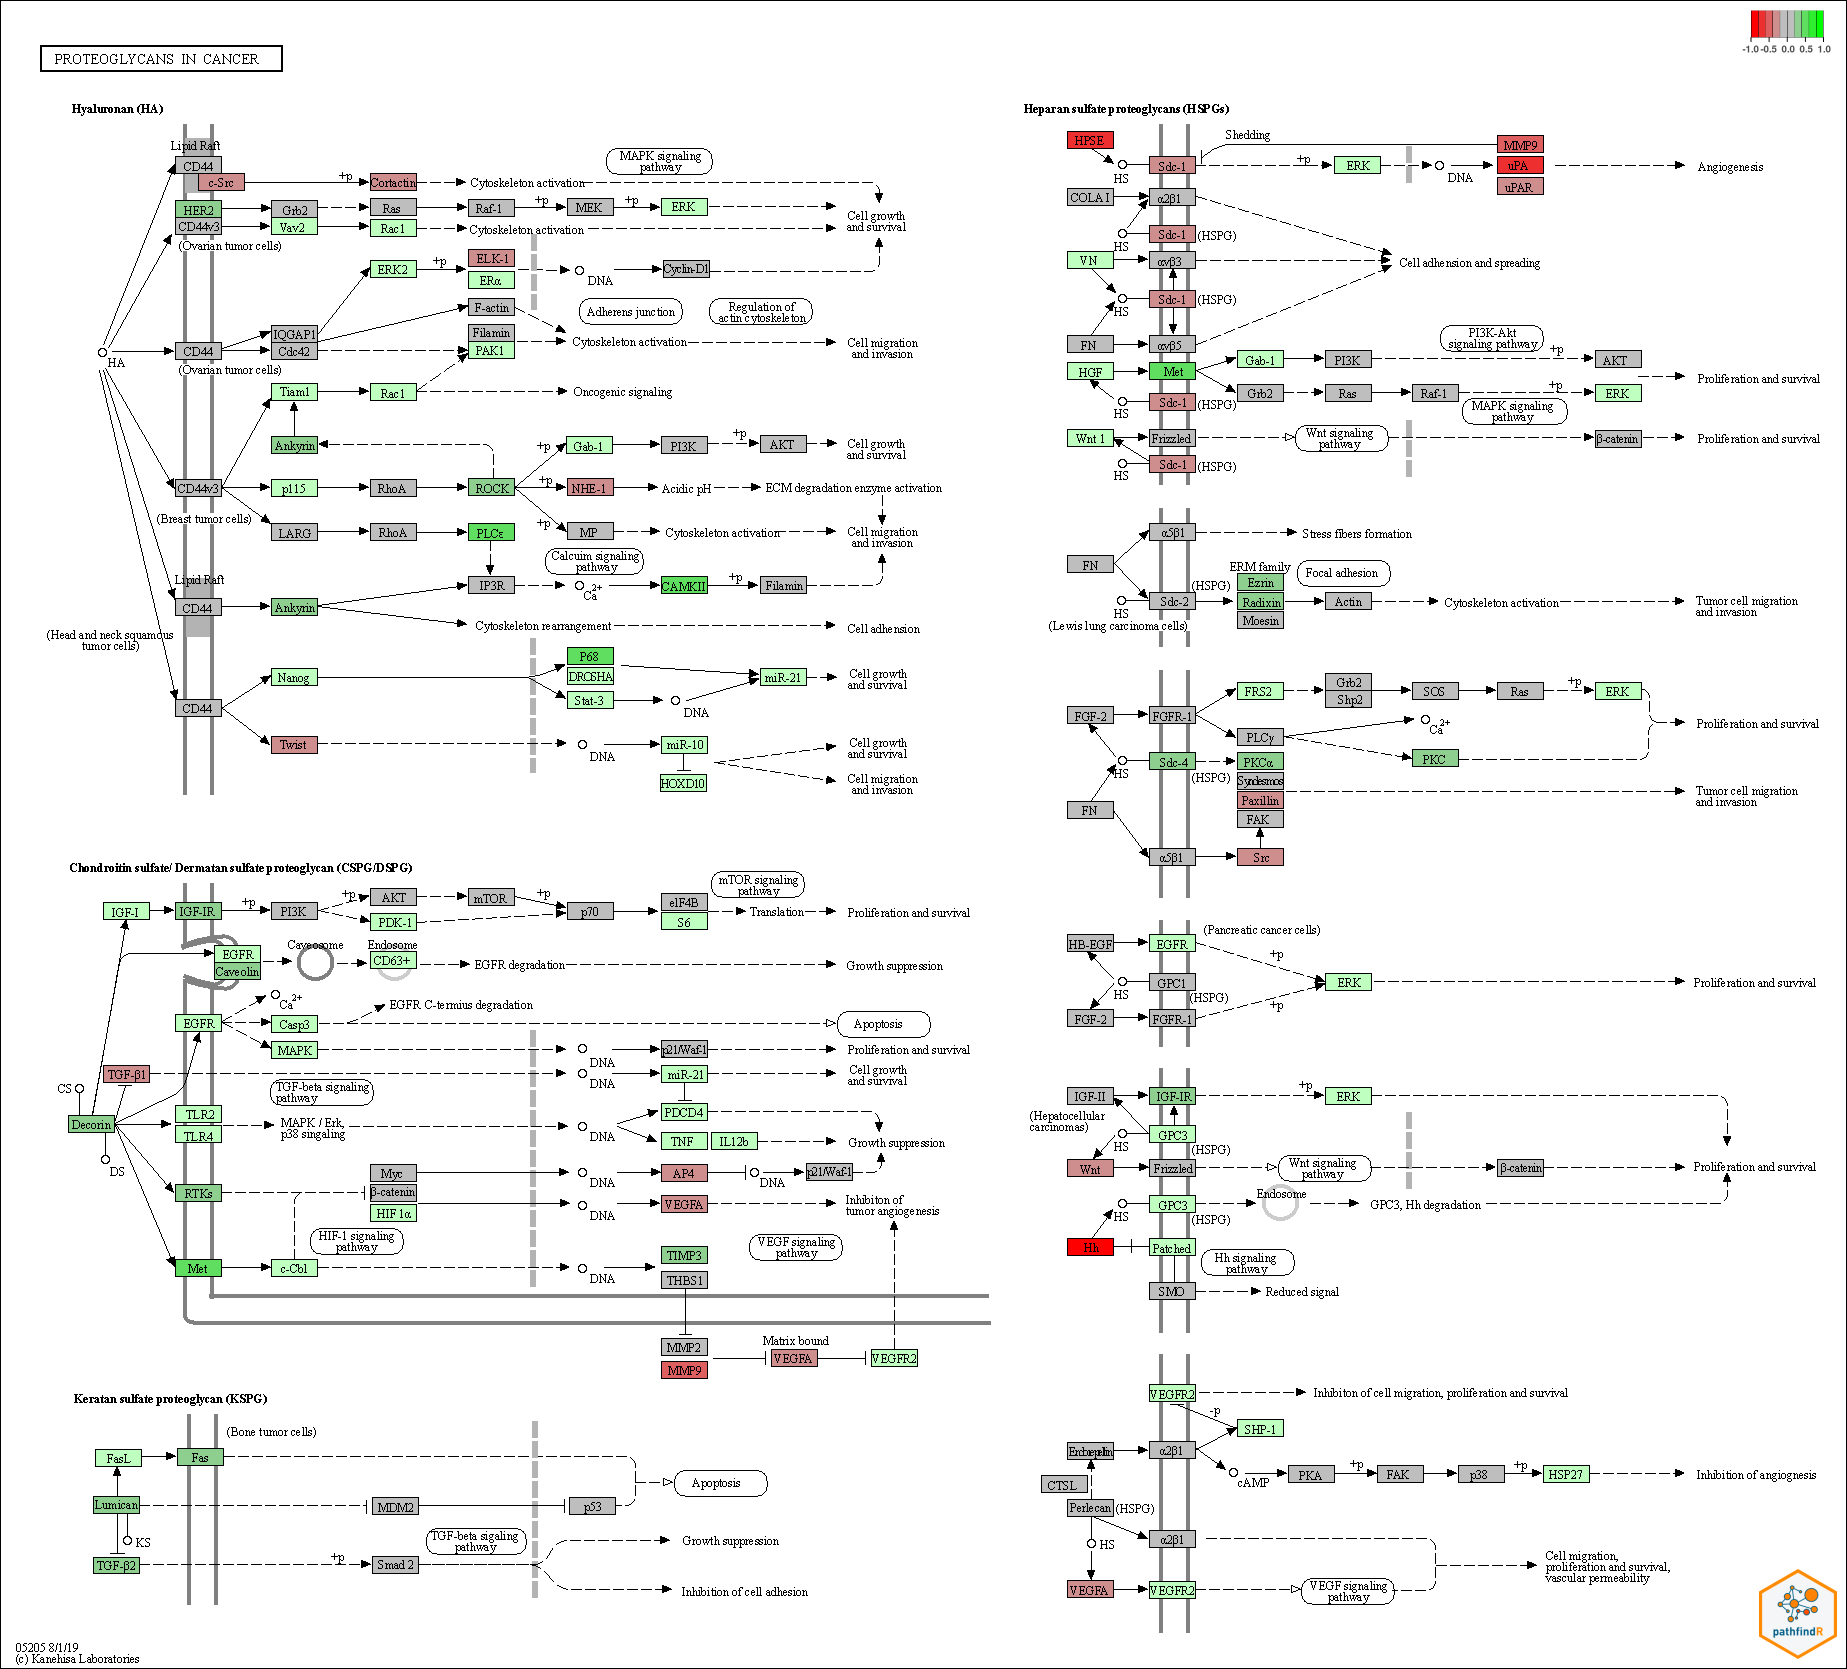 -1.0 -0.5 0.0 0.5 1.0
PROTEOGLYCANS IN CANCER
Hyaluronan (HA)
Lipid Raft
CD44
c-Src
+p
Cortactin
Cytoskeleton activation
MAPK signaling
pathway
HER2
Grb2
Ras
Raf-1
+p
MEK
+p
ERK
CD44v3
Vav2
Rac1
Cytoskeleton activation
Cell growth
and survival
(Ovarian tumor cells)
ERK2
+p
ELK-1
ERα
DNA
Cyclin-D1
F-actin
Adherens junction
Regulation of
actin cytoskeleton
HA
CD44
IQGAP1
Cdc42
Filamin
PAK1
Cytoskeleton activation
Cell migration
and invasion
(Ovarian tumor cells)
Tiam1
Rac1
Oncogenic signaling
Ankyrin
+p
Gab-1
PI3K
+p
AKT
Cell growth
and survival
CD44v3
p115
RhoA
ROCK
+p
NHE-1
Acidic pH
ECM degradation enzyme activation
(Breast tumor cells)
LARG
RhoA
PLCε
+p
MP
Cytoskeleton activation
Cell migration
and invasion
Calcuim signaling
pathway
Lipid Raft
IP3R
Ca2+
CAMKII
+p
Filamin
CD44
Ankyrin
Cytoskeleton rearrangement
Cell adhension
(Head and neck squamous
tumor cells)
Nanog
P68
DROSHA
Stat-3
DNA
miR-21
Cell growth
and survival
CD44
Twist
DNA
miR-10
HOXD10
Cell growth
and survival
Cell migration
and invasion
Chondroitin sulfate/ Dermatan sulfate proteoglycan (CSPG/DSPG)
IGF-I
IGF-IR
+p
PI3K
+p
AKT
PDK-1
mTOR
+p
p70
eIF4B
S6
mTOR signaling
pathway
Translation
Proliferation and survival
EGFR
Caveolin
Caveosome
Endosome
CD63+
EGFR degradation
Growth suppression
Ca2+
EGFR C-termius degradation
EGFR
Casp3
Apoptosis
MAPK
DNA
p21/Waf-1
Proliferation and survival
TGF-β1
DNA
miR-21
Cell growth
and survival
CS
TGF-beta signaling
pathway
Decorin
TLR2
TLR4
MAPK / Erk,
p38 singaling
DNA
PDCD4
TNF
IL12b
Growth suppression
DS
Myc
DNA
AP4
DNA
p21/Waf-1
RTKs
β-catenin
HIF 1α
DNA
VEGFA
Inhibiton of
tumor angiogenesis
HIF-1 signaling
pathway
VEGF signaling
pathway
Met
c-Cbl
DNA
TIMP3
THBS1
MMP2
MMP9
Matrix bound
VEGFA
VEGFR2
Keratan sulfate proteoglycan (KSPG)
(Bone tumor cells)
FasL
Fas
Apoptosis
Lumican
MDM2
p53
KS
TGF-β2
+p
Smad 2
TGF-beta sigaling
pathway
Growth suppression
Inhibition of cell adhesion
05205 8/1/19
(c) Kanehisa Laboratories
Heparan sulfate proteoglycans (HSPGs)
HPSE
Shedding
MMP9
HS
Sdc-1
+p
ERK
DNA
uPA
uPAR
Angiogenesis
COLA1
α2β1
HS
Sdc-1
(HSPG)
VN
αvβ3
Cell adhension and spreading
HS
Sdc-1
(HSPG)
FN
αvβ5
PI3K-Akt
signaling pathway
HGF
Met
Gab-1
PI3K
+p
AKT
Grb2
Ras
Raf-1
+p
ERK
Proliferation and survival
HS
Sdc-1
(HSPG)
MAPK signaling
pathway
Wnt 1
Frizzled
Wnt signaling
pathway
β-catenin
Proliferation and survival
HS
Sdc-1
(HSPG)
α5β1
Stress fibers formation
FN
ERM family
(HSPG)
Ezrin
Focal adhesion
HS
Sdc-2
Radixin
Actin
Cytoskeleton activation
Tumor cell migration
and invasion
(Lewis lung carcinoma cells)
Moesin
FRS2
Grb2
Shp2
SOS
Ras
+p
ERK
FGF-2
FGFR-1
PLCγ
Ca2+
Proliferation and survival
HS
Sdc-4
(HSPG)
PKCα
PKC
Syndesmos
Paxillin
Tumor cell migration
and invasion
FN
FAK
α5β1
Src
(Pancreatic cancer cells)
HB-EGF
EGFR
+p
HS
GPC1
(HSPG)
ERK
Proliferation and survival
FGF-2
FGFR-1
+p
IGF-II
IGF-IR
+p
ERK
(Hepatocellular
carcinomas)
HS
GPC3
(HSPG)
Wnt
Frizzled
Wnt signaling
pathway
β-catenin
Proliferation and survival
HS
GPC3
(HSPG)
Endosome
GPC3, Hh degradation
Hh
Patched
Hh signaling
pathway
SMO
Reduced signal
VEGFR2
Inhibiton of cell migration, proliferation and survival
-p
SHP-1
Endorepellin
α2β1
cAMP
PKA
+p
FAK
p38
+p
HSP27
Inhibition of angiognesis
CTSL
Perlecan
(HSPG)
HS
α2β1
Cell migration,
proliferation and survival,
vascular permeability
VEGFA
VEGFR2
VEGF signaling
pathway
pathfindR